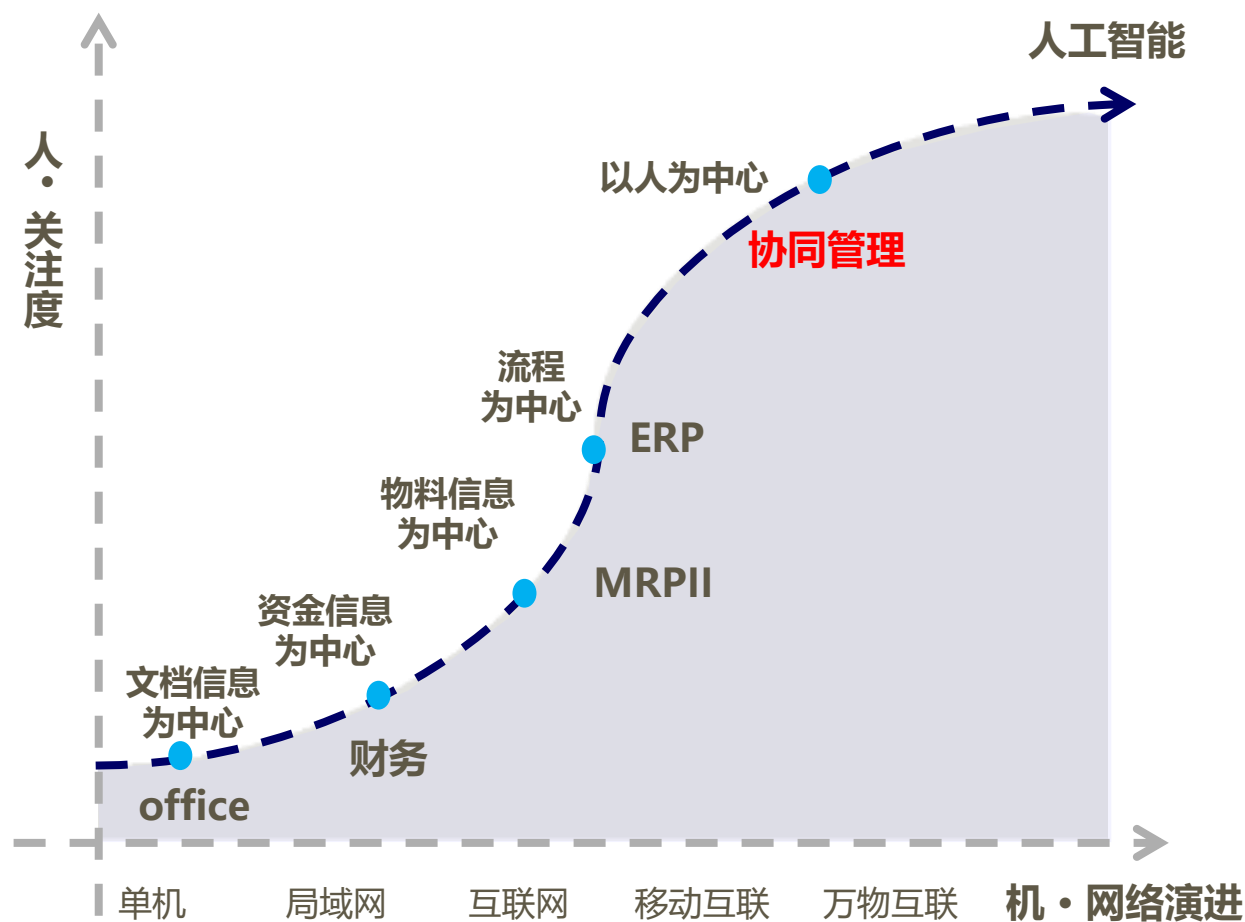 人工智能
人・关注度
以人为中心
协同管理
流程
为中心
ERP
物料信息
为中心
MRPII
资金信息
为中心
财务
文档信息
为中心
office
单机
局域网
互联网
移动互联
万物互联
机・网络演进